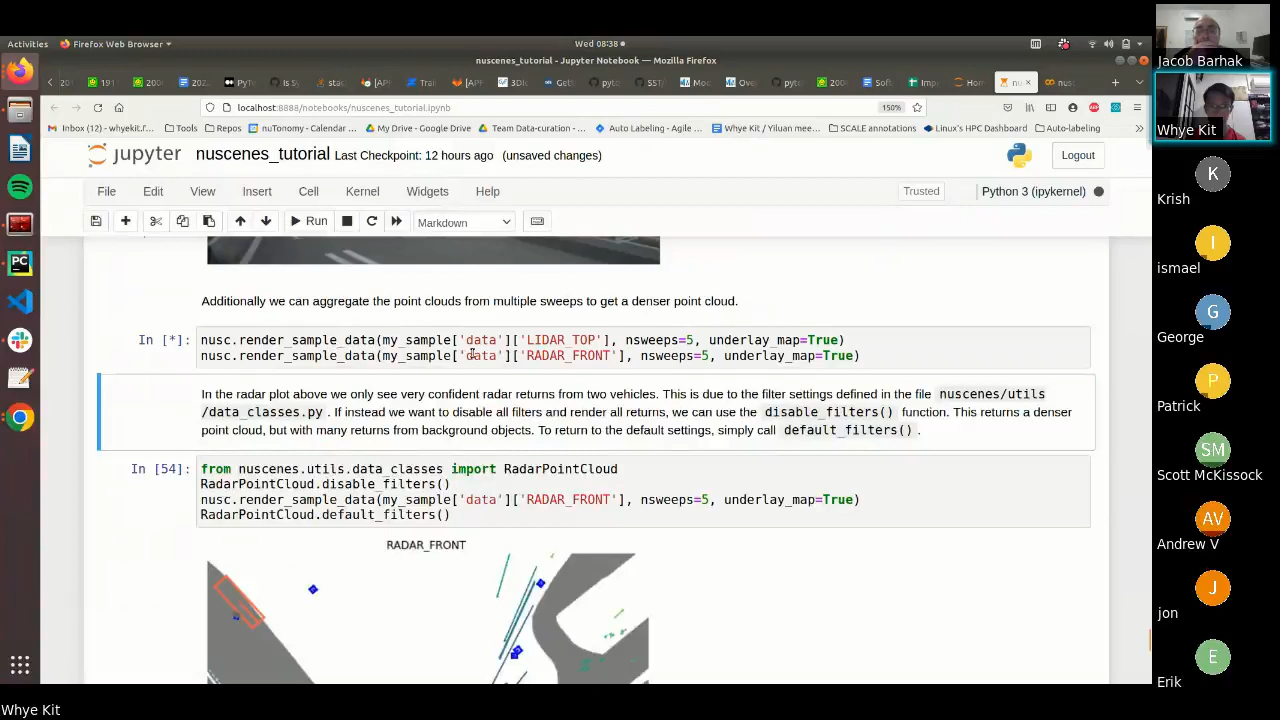 Activities
Firefox Web Browser
Wed 08:38
nuscenes_tutorial — Jupyter Notebook — Mozilla Firefox
localhost:8888/notebooks/nuscenes_tutorial.ipynb
150%
Inbox (12) - whyekit.f…
Tools
Repos
nuTonomy - Calendar …
My Drive - Google Drive
Team Data-curation - …
Auto Labeling - Agile …
Whye Kit / Yiluan mee…
SCALE annotations
Linux's HPC Dashboard
Auto-labeling
jupyter
nuscenes_tutorial Last Checkpoint: 12 hours ago (unsaved changes)
Logout
File Edit View Insert Cell Kernel Widgets Help
Trusted
Python 3 (ipykernel)
Run
Markdown
Additionally we can aggregate the point clouds from multiple sweeps to get a denser point cloud.
In [*]:
nusc.render_sample_data(my_sample['data']['LIDAR_TOP'], nsweeps=5, underlay_map=True)
nusc.render_sample_data(my_sample['data']['RADAR_FRONT'], nsweeps=5, underlay_map=True)
In the radar plot above we only see very confident radar returns from two vehicles. This is due to the filter settings defined in the file nuscenes/utils
/data_classes.py . If instead we want to disable all filters and render all returns, we can use the disable_filters() function. This returns a denser
point cloud, but with many returns from background objects. To return to the default settings, simply call default_filters() .
In [54]:
from nuscenes.utils.data_classes import RadarPointCloud
RadarPointCloud.disable_filters()
nusc.render_sample_data(my_sample['data']['RADAR_FRONT'], nsweeps=5, underlay_map=True)
RadarPointCloud.default_filters()
RADAR_FRONT
Jacob Barhak
Whye Kit
K
Krish
I
ismael
G
George
P
Patrick
SM
Scott McKissock
AV
Andrew V
J
jon
E
Erik
Whye Kit